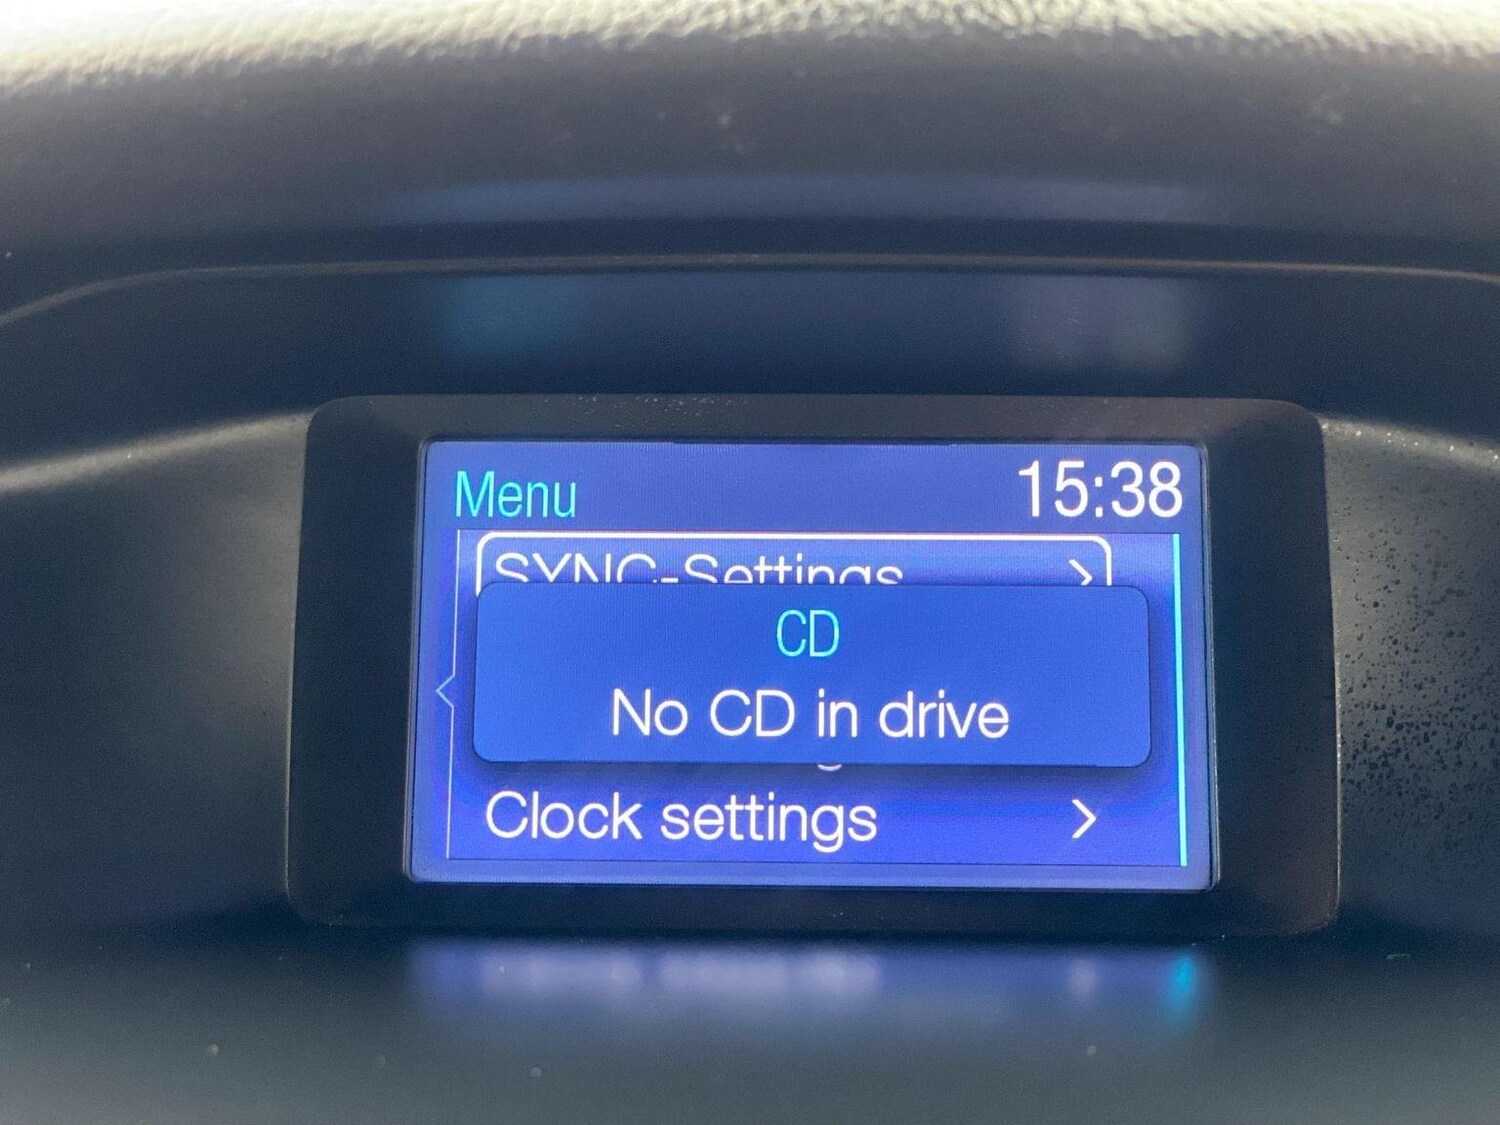 Menu 15:38
SYNC-Settings
CD
No CD in drive
Clock settings